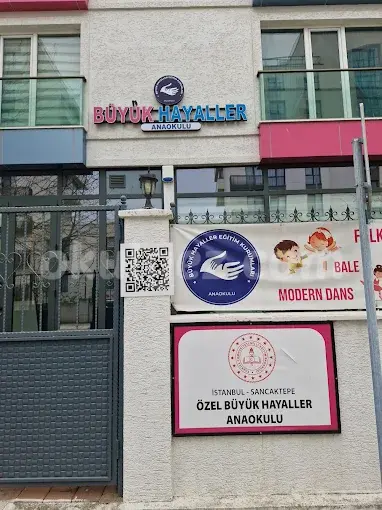 BÜYÜK HAYALLER
ANAOKULU
BÜYÜK HAYALLER EĞİTİM KURUMLARI
ANAOKULU
BALE
MODERN DANS
İSTANBUL - SANCAKTEPE
ÖZEL BÜYÜK HAYALLER
ANAOKULU